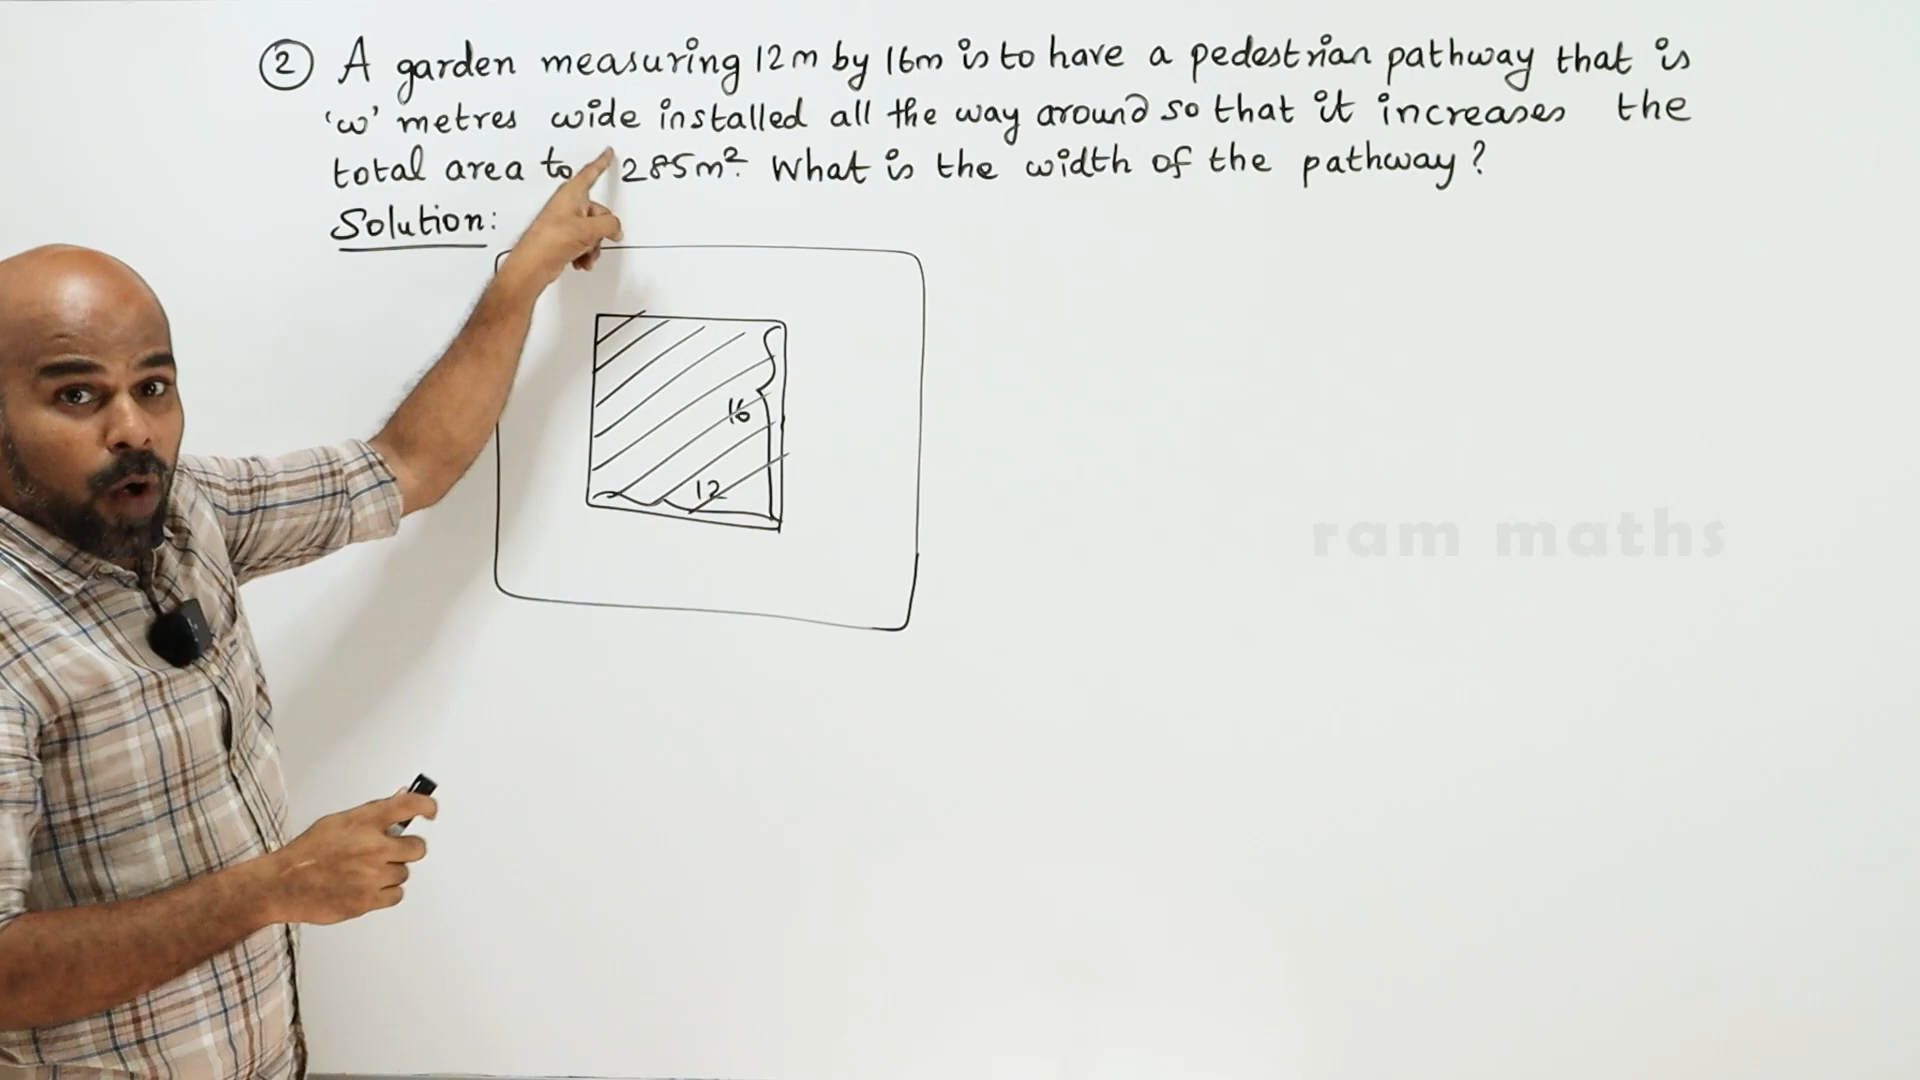 ② A garden measuring 12m by 16m is to have a pedestrian pathway that is
'w' metres wide installed all the way around so that it increases the
total area to 285m². What is the width of the pathway?
Solution:
16
12
ram maths